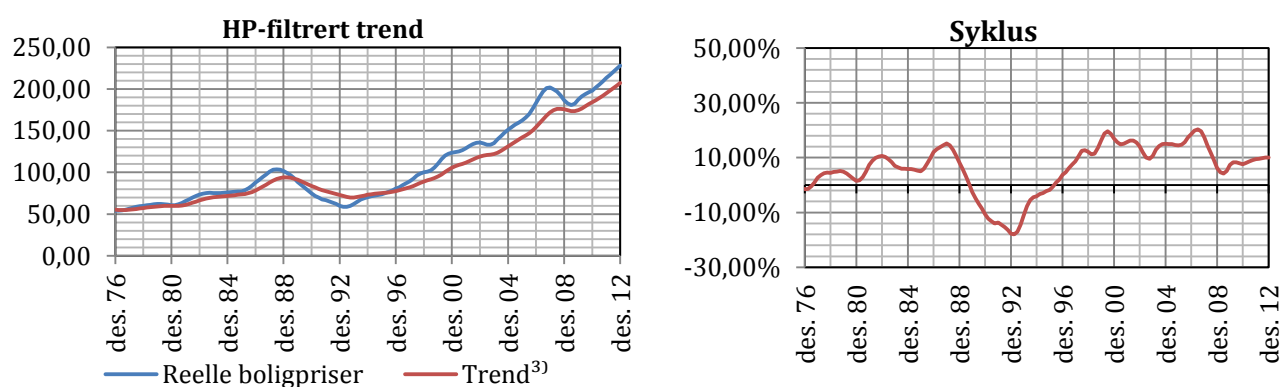 HP-filtrert trend
250,00
200,00
150,00
100,00
50,00
0,00
des. 76
des. 80
des. 84
des. 88
des. 92
des. 96
des. 00
des. 04
des. 08
des. 12
Reelle boligpriser
Trend³⁾
Syklus
50,00%
30,00%
10,00%
-10,00%
-30,00%
des. 76
des. 80
des. 84
des. 88
des. 92
des. 96
des. 00
des. 04
des. 08
des. 12